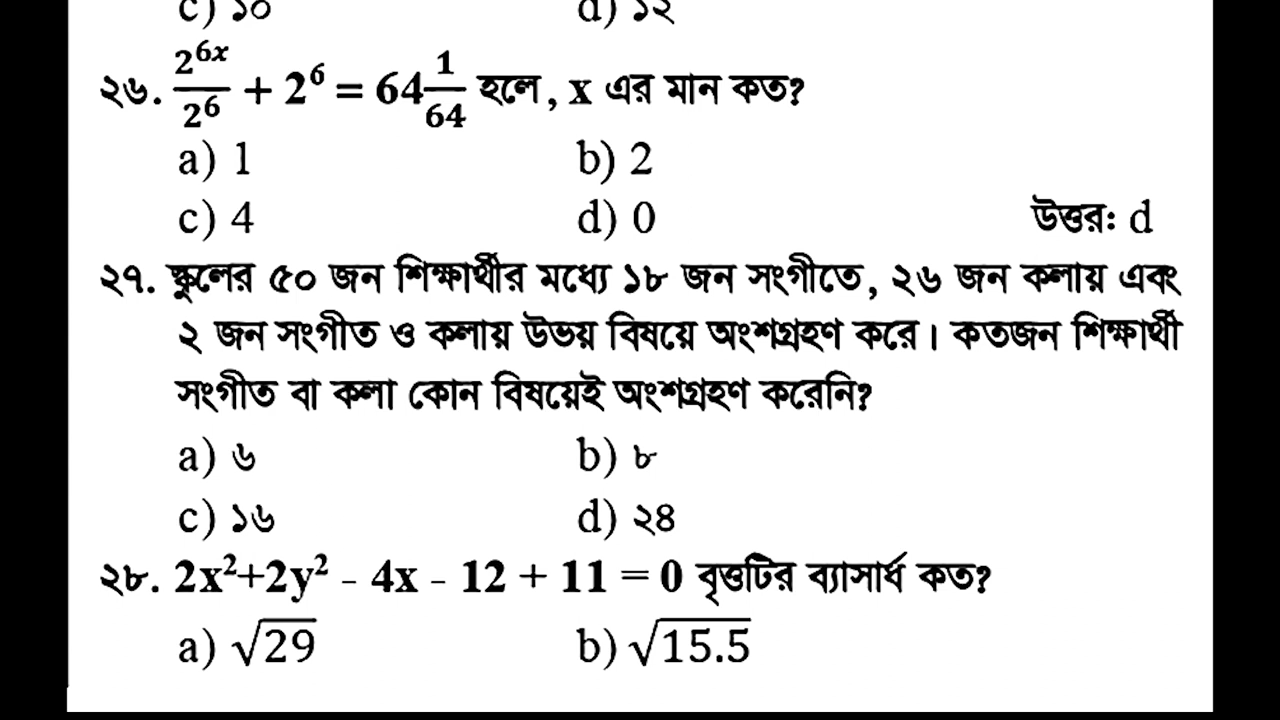 c) ১০ d) ১২
২৬. 2^{6x}/2^6 + 2^6 = 64 1/64 হলে, x এর মান কত?
a) 1 b) 2
c) 4 d) 0 উত্তরঃ d
২৭. স্কুলের ৫০ জন শিক্ষার্থীর মধ্যে ১৮ জন সংগীতে, ২৬ জন কলায় এবং
২ জন সংগীত ও কলায় উভয় বিষয়ে অংশগ্রহণ করে। কতজন শিক্ষার্থী
সংগীত বা কলা কোন বিষয়েই অংশগ্রহণ করেনি?
a) ৬ b) ৮
c) ১৬ d) ২৪
২৮. 2x²+2y² - 4x - 12 + 11 = 0 বৃত্তটির ব্যাসার্ধ কত?
a) √29 b) √15.5